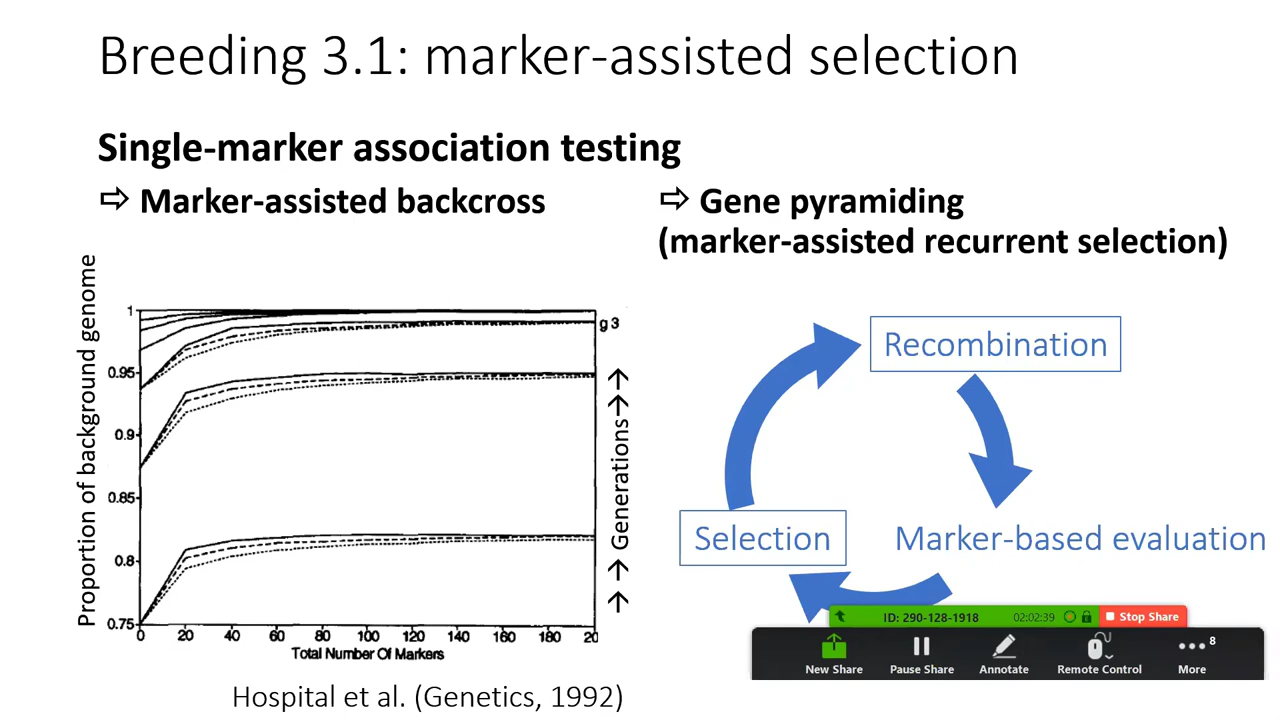 Breeding 3.1: marker-assisted selection
Single-marker association testing
⇨ Marker-assisted backcross
⇨ Gene pyramiding
(marker-assisted recurrent selection)
Proportion of background genome
1
0.95
0.9
0.85
0.8
0.75
0 20 40 60 80 100 120 140 160 180 20
Total Number Of Markers
g3
→→ Generations→→
Hospital et al. (Genetics, 1992)
Recombination
Selection
Marker-based evaluation
ID: 290-128-1918 02:02:39 Stop Share
New Share Pause Share Annotate Remote Control More 8